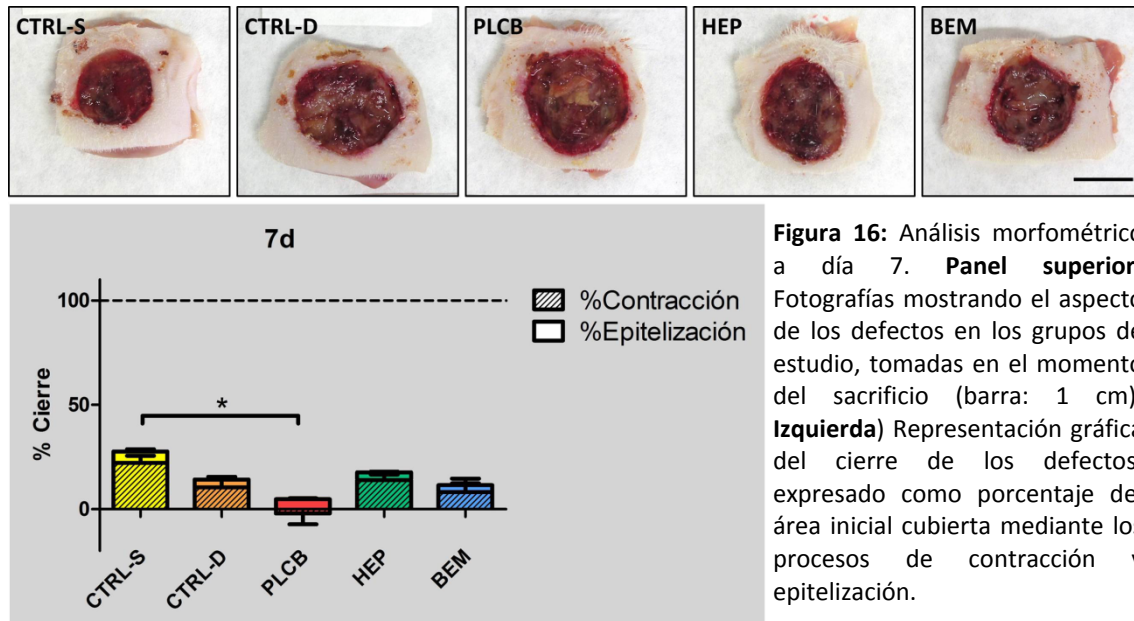 CTRL-S CTRL-D PLCB HEP BEM
7d
100
50
0
% Cierre
%Contracción
%Epitelización
*
CTRL-S CTRL-D PLCB HEP BEM
Figura 16: Análisis morfométrico
a día 7. Panel superior
Fotografías mostrando el aspecto
de los defectos en los grupos de
estudio, tomadas en el momento
del sacrificio (barra: 1 cm)
Izquierda) Representación gráfica
del cierre de los defectos
expresado como porcentaje de
área inicial cubierta mediante lo
procesos de contracción y
epitelización.